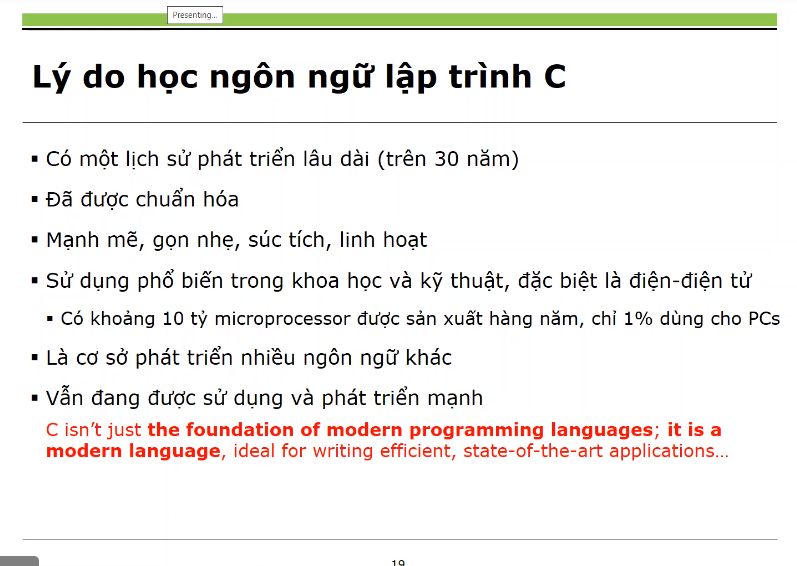 Presenting...
Lý do học ngôn ngữ lập trình C
▪ Có một lịch sử phát triển lâu dài (trên 30 năm)
▪ Đã được chuẩn hóa
▪ Mạnh mẽ, gọn nhẹ, súc tích, linh hoạt
▪ Sử dụng phổ biến trong khoa học và kỹ thuật, đặc biệt là điện-điện tử
▪ Có khoảng 10 tỷ microprocessor được sản xuất hàng năm, chỉ 1% dùng cho PCs
▪ Là cơ sở phát triển nhiều ngôn ngữ khác
▪ Vẫn đang được sử dụng và phát triển mạnh
C isn’t just the foundation of modern programming languages; it is a
modern language, ideal for writing efficient, state-of-the-art applications…
19